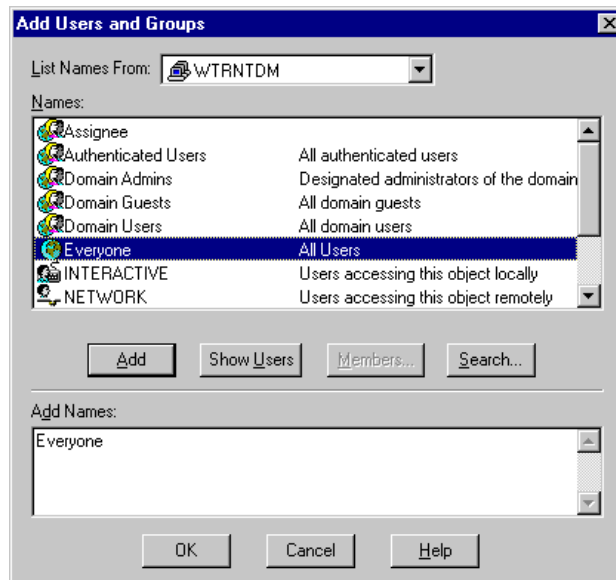 Add Users and Groups
List Names From: WTRNTDM
Names:
Assignee
Authenticated Users All authenticated users
Domain Admins Designated administrators of the domain
Domain Guests All domain guests
Domain Users All domain users
Everyone All Users
INTERACTIVE Users accessing this object locally
NETWORK Users accessing this object remotely
Add Show Users Members... Search...
Add Names:
Everyone
OK Cancel Help